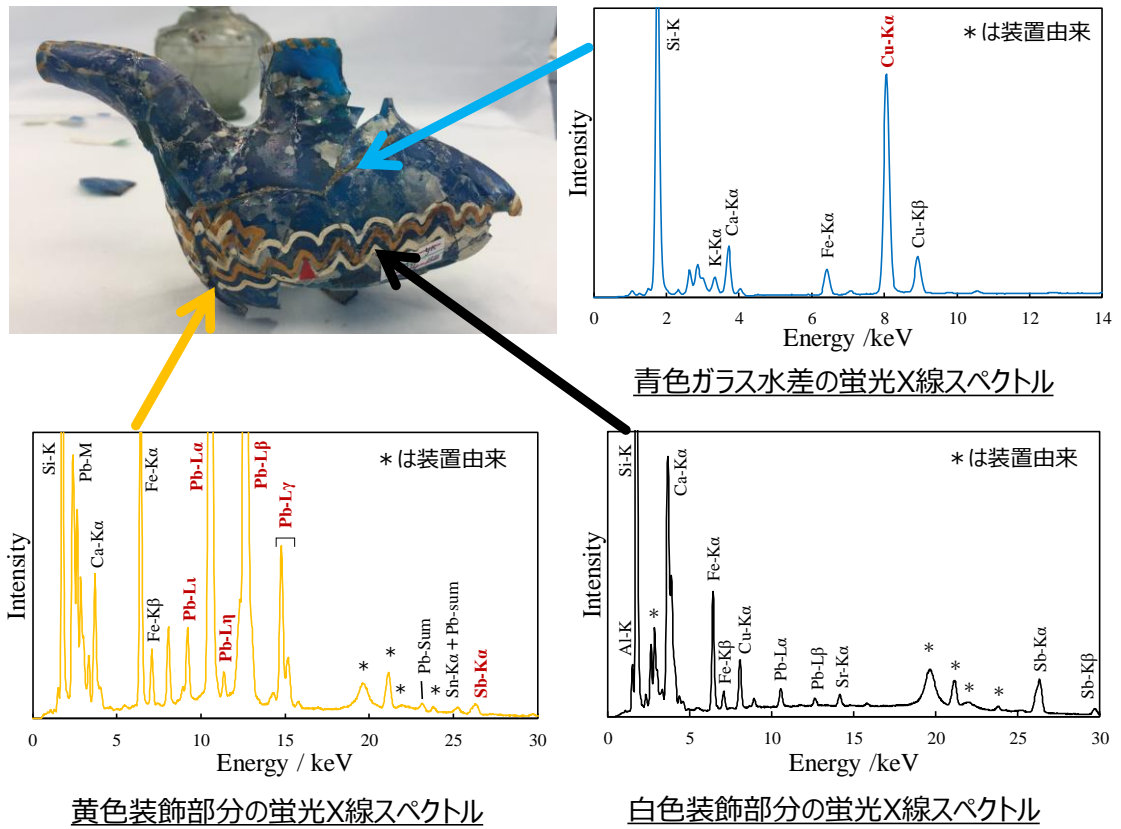 Si-K
Cu-Kα
*は装置由来
K-Kα
Ca-Kα
Fe-Kα
Cu-Kβ
Intensity
0 2 4 6 8 10 12 14
Energy /keV
青色ガラス水差の蛍光X線スペクトル
Si-K
Pb-M
Ca-Kα
Fe-Kα
Fe-Kβ
Pb-Lι
Pb-Lα
Pb-Lη
Pb-Lβ
Pb-Lγ
*は装置由来
*
*
*
Pb-Sum
*
Sn-Kα+Pb-sum
Sb-Kα
Intensity
0 5 10 15 20 25 30
Energy / keV
黄色装飾部分の蛍光X線スペクトル
Al-K
Si-K
*
Ca-Kα
Fe-Kα
Fe-Kβ
Cu-Kα
Pb-Lα
Pb-Lβ
Sr-Kα
*は装置由来
*
*
*
*
Sb-Kα
Sb-Kβ
Intensity
0 5 10 15 20 25 30
Energy /keV
白色装飾部分の蛍光X線スペクトル